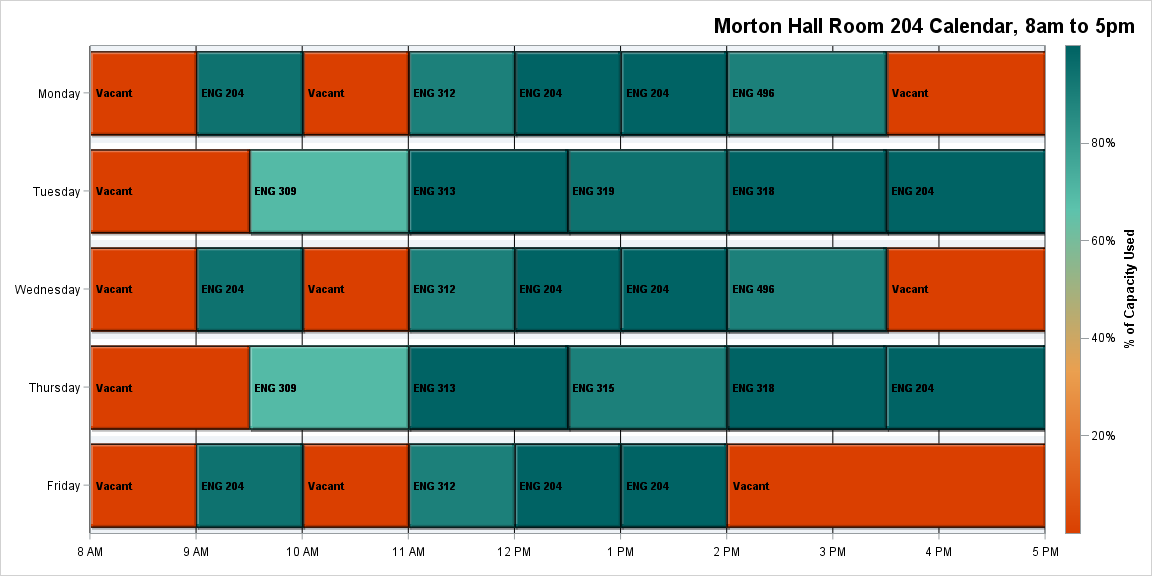 Morton Hall Room 204 Calendar, 8am to 5pm
Monday
Vacant
ENG 204
Vacant
ENG 312
ENG 204
ENG 204
ENG 496
Vacant
Tuesday
Vacant
ENG 309
ENG 313
ENG 319
ENG 318
ENG 204
Wednesday
Vacant
ENG 204
Vacant
ENG 312
ENG 204
ENG 204
ENG 496
Vacant
Thursday
Vacant
ENG 309
ENG 313
ENG 315
ENG 318
ENG 204
Friday
Vacant
ENG 204
Vacant
ENG 312
ENG 204
ENG 204
Vacant
8 AM
9 AM
10 AM
11 AM
12 PM
1 PM
2 PM
3 PM
4 PM
5 PM
80%
60%
40%
20%
% of Capacity Used